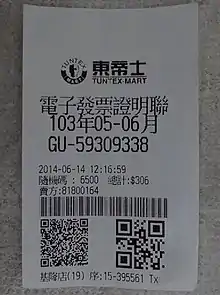 TUNTEX
東帝士
TUNTEX-MART
電子發票證明聯
103年05-06月
GU-59309338
2014-06-14 12:16:59
隨機碼 : 6500 總計:$306
賣方:81800164
基隆店(19) 序:15-395561 Tx